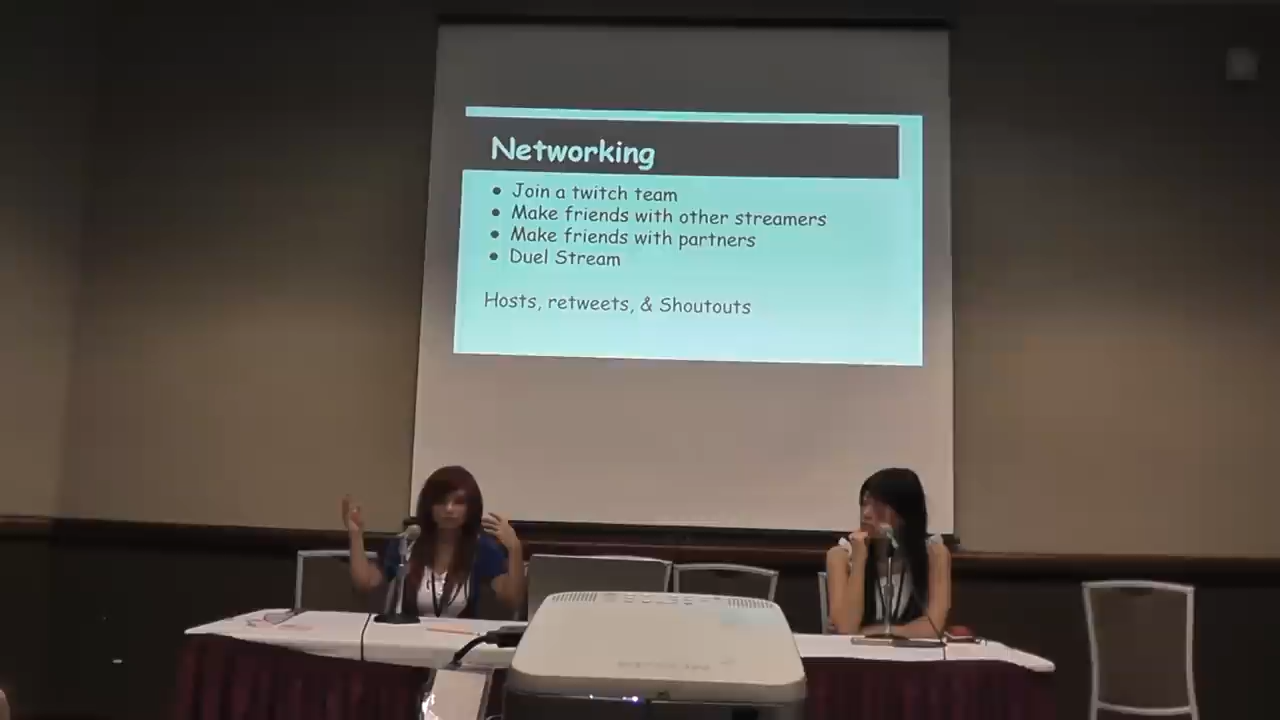 Networking
Join a twitch team
Make friends with other streamers
Make friends with partners
Duel Stream
Hosts, retweets, & Shoutouts